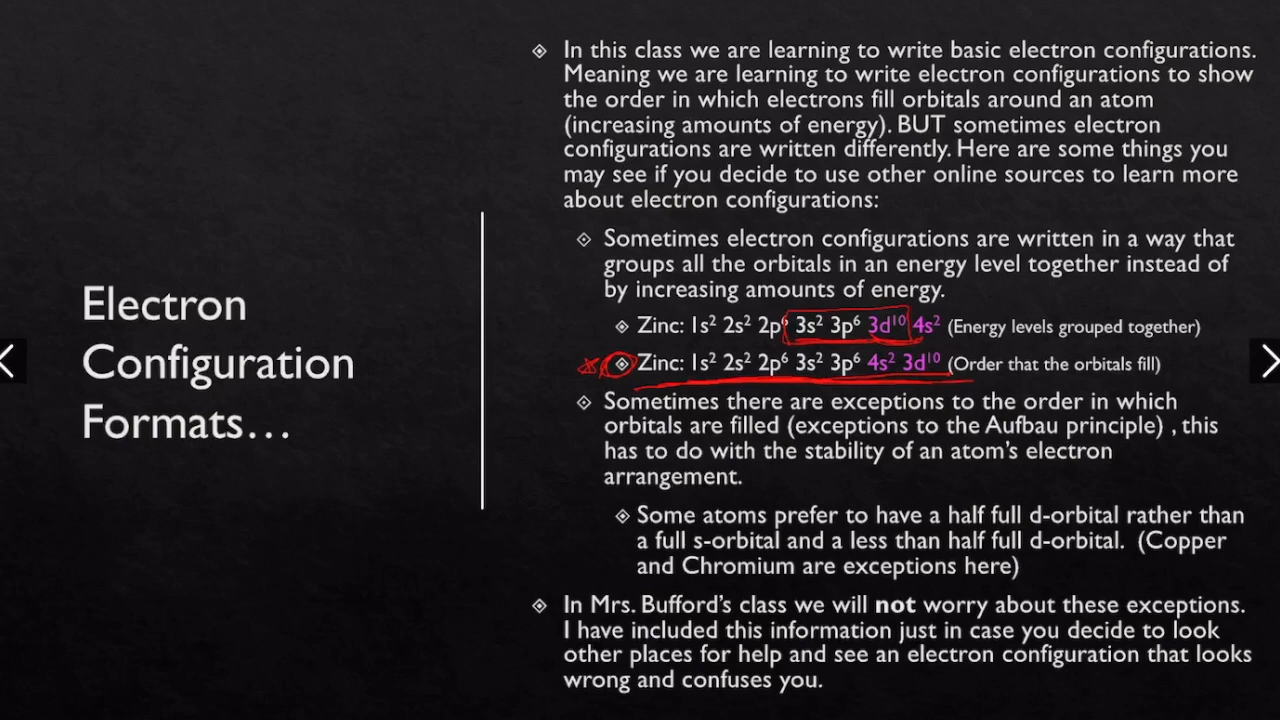 Electron
Configuration
Formats...
In this class we are learning to write basic electron configurations.
Meaning we are learning to write electron configurations to show
the order in which electrons fill orbitals around an atom
(increasing amounts of energy). BUT sometimes electron
configurations are written differently. Here are some things you
may see if you decide to use other online sources to learn more
about electron configurations:
Sometimes electron configurations are written in a way that
groups all the orbitals in an energy level together instead of
by increasing amounts of energy.
Zinc: 1s² 2s² 2p⁶ 3s² 3p⁶ 3d¹⁰ 4s² (Energy levels grouped together)
Zinc: 1s² 2s² 2p⁶ 3s² 3p⁶ 4s² 3d¹⁰ (Order that the orbitals fill)
Sometimes there are exceptions to the order in which
orbitals are filled (exceptions to the Aufbau principle) , this
has to do with the stability of an atom's electron
arrangement.
Some atoms prefer to have a half full d-orbital rather than
a full s-orbital and a less than half full d-orbital. (Copper
and Chromium are exceptions here)
In Mrs. Bufford's class we will not worry about these exceptions.
I have included this information just in case you decide to look
other places for help and see an electron configuration that looks
wrong and confuses you.